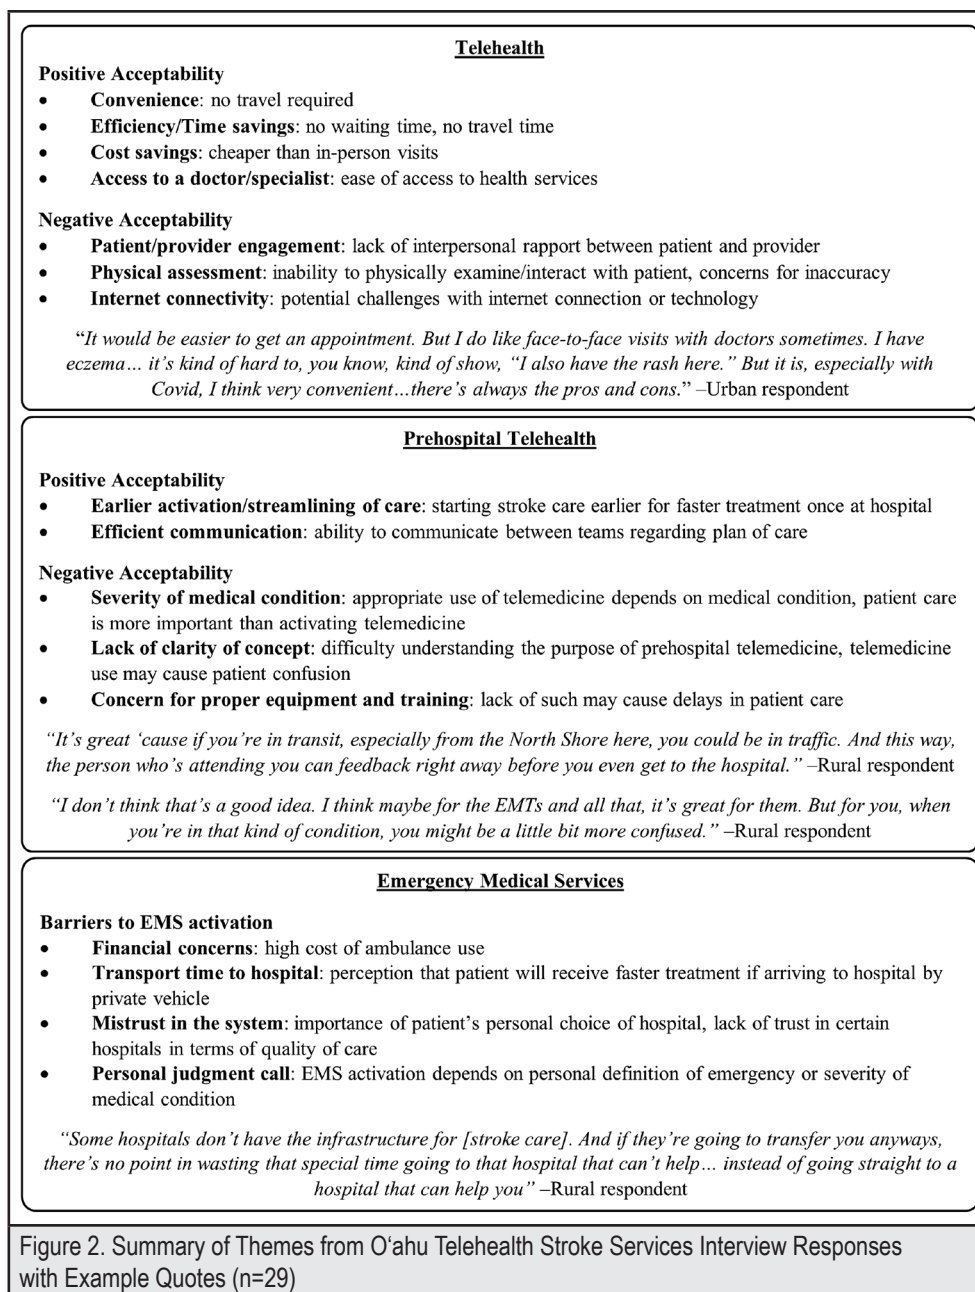 Telehealth
Positive Acceptability
• Convenience: no travel required
• Efficiency/Time savings: no waiting time, no travel time
• Cost savings: cheaper than in-person visits
• Access to a doctor/specialist: ease of access to health services
Negative Acceptability
• Patient/provider engagement: lack of interpersonal rapport between patient and provider
• Physical assessment: inability to physically examine/interact with patient, concerns for inaccuracy
• Internet connectivity: potential challenges with internet connection or technology
“It would be easier to get an appointment. But I do like face-to-face visits with doctors sometimes. I have
eczema… it’s kind of hard to, you know, kind of show, “I also have the rash here.” But it is, especially with
Covid, I think very convenient…there’s always the pros and cons.” –Urban respondent
Prehospital Telehealth
Positive Acceptability
• Earlier activation/streamlining of care: starting stroke care earlier for faster treatment once at hospital
• Efficient communication: ability to communicate between teams regarding plan of care
Negative Acceptability
• Severity of medical condition: appropriate use of telemedicine depends on medical condition, patient care
is more important than activating telemedicine
• Lack of clarity of concept: difficulty understanding the purpose of prehospital telemedicine, telemedicine
use may cause patient confusion
• Concern for proper equipment and training: lack of such may cause delays in patient care
“It’s great ‘cause if you’re in transit, especially from the North Shore here, you could be in traffic. And this way,
the person who’s attending you can feedback right away before you even get to the hospital.” –Rural respondent
“I don’t think that’s a good idea. I think maybe for the EMTs and all that, it’s great for them. But for you, when
you’re in that kind of condition, you might be a little bit more confused.” –Rural respondent
Emergency Medical Services
Barriers to EMS activation
• Financial concerns: high cost of ambulance use
• Transport time to hospital: perception that patient will receive faster treatment if arriving to hospital by
private vehicle
• Mistrust in the system: importance of patient’s personal choice of hospital, lack of trust in certain
hospitals in terms of quality of care
• Personal judgment call: EMS activation depends on personal definition of emergency or severity of
medical condition
“Some hospitals don’t have the infrastructure for [stroke care]. And if they’re going to transfer you anyways,
there’s no point in wasting that special time going to that hospital that can’t help… instead of going straight to a
hospital that can help you” –Rural respondent
Figure 2. Summary of Themes from O‘ahu Telehealth Stroke Services Interview Responses
with Example Quotes (n=29)